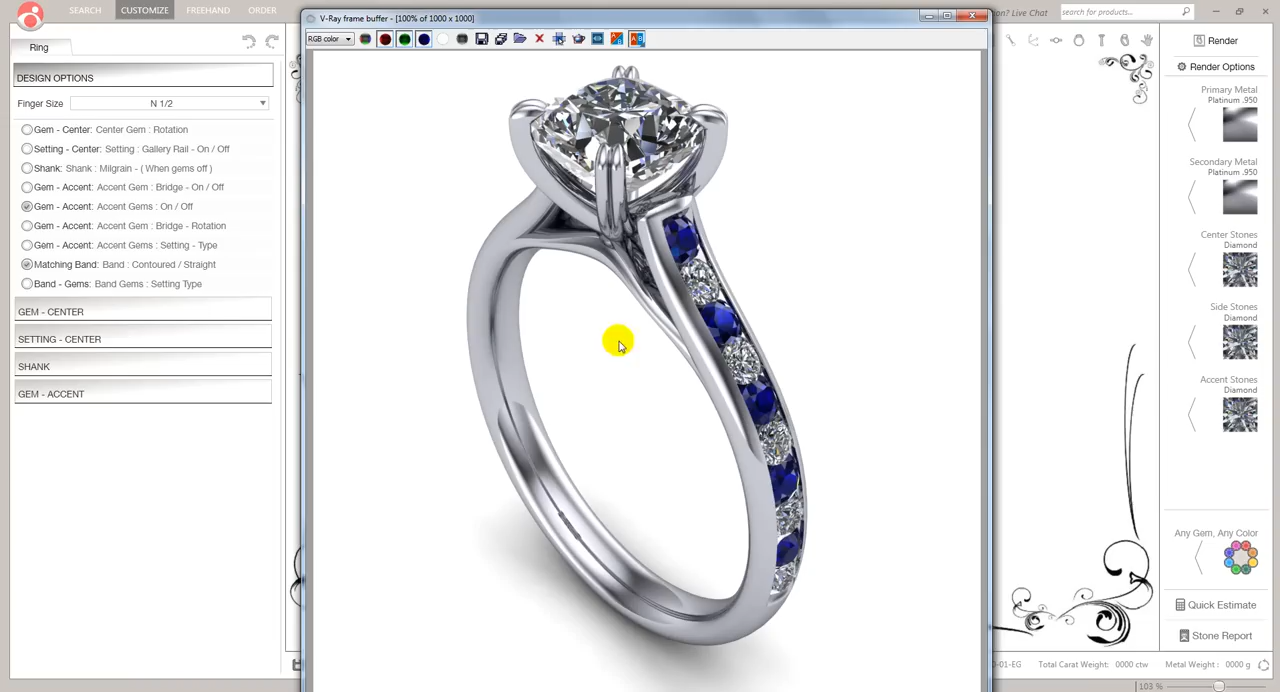 SEARCH CUSTOMIZE FREEHAND ORDER
V-Ray frame buffer - [100% of 1000 x 1000]
ion? Live Chat
search for products...
Ring
RGB color
Render
DESIGN OPTIONS
Render Options
Finger Size N 1/2
Primary Metal
Platinum .950
Gem - Center: Center Gem : Rotation
Setting - Center: Setting : Gallery Rail - On / Off
Shank: Shank : Milgrain - ( When gems off )
Secondary Metal
Platinum .950
Gem - Accent: Accent Gem : Bridge - On / Off
Gem - Accent: Accent Gems : On / Off
Gem - Accent: Accent Gem : Bridge - Rotation
Center Stones
Diamond
Gem - Accent: Accent Gems : Setting - Type
Matching Band: Band : Contoured / Straight
Band - Gems: Band Gems : Setting Type
GEM - CENTER
Side Stones
Diamond
SETTING - CENTER
SHANK
Accent Stones
Diamond
GEM - ACCENT
Any Gem, Any Color
Quick Estimate
Stone Report
0-01-EG Total Carat Weight: 0000 ctw Metal Weight : 0000 g
103 %